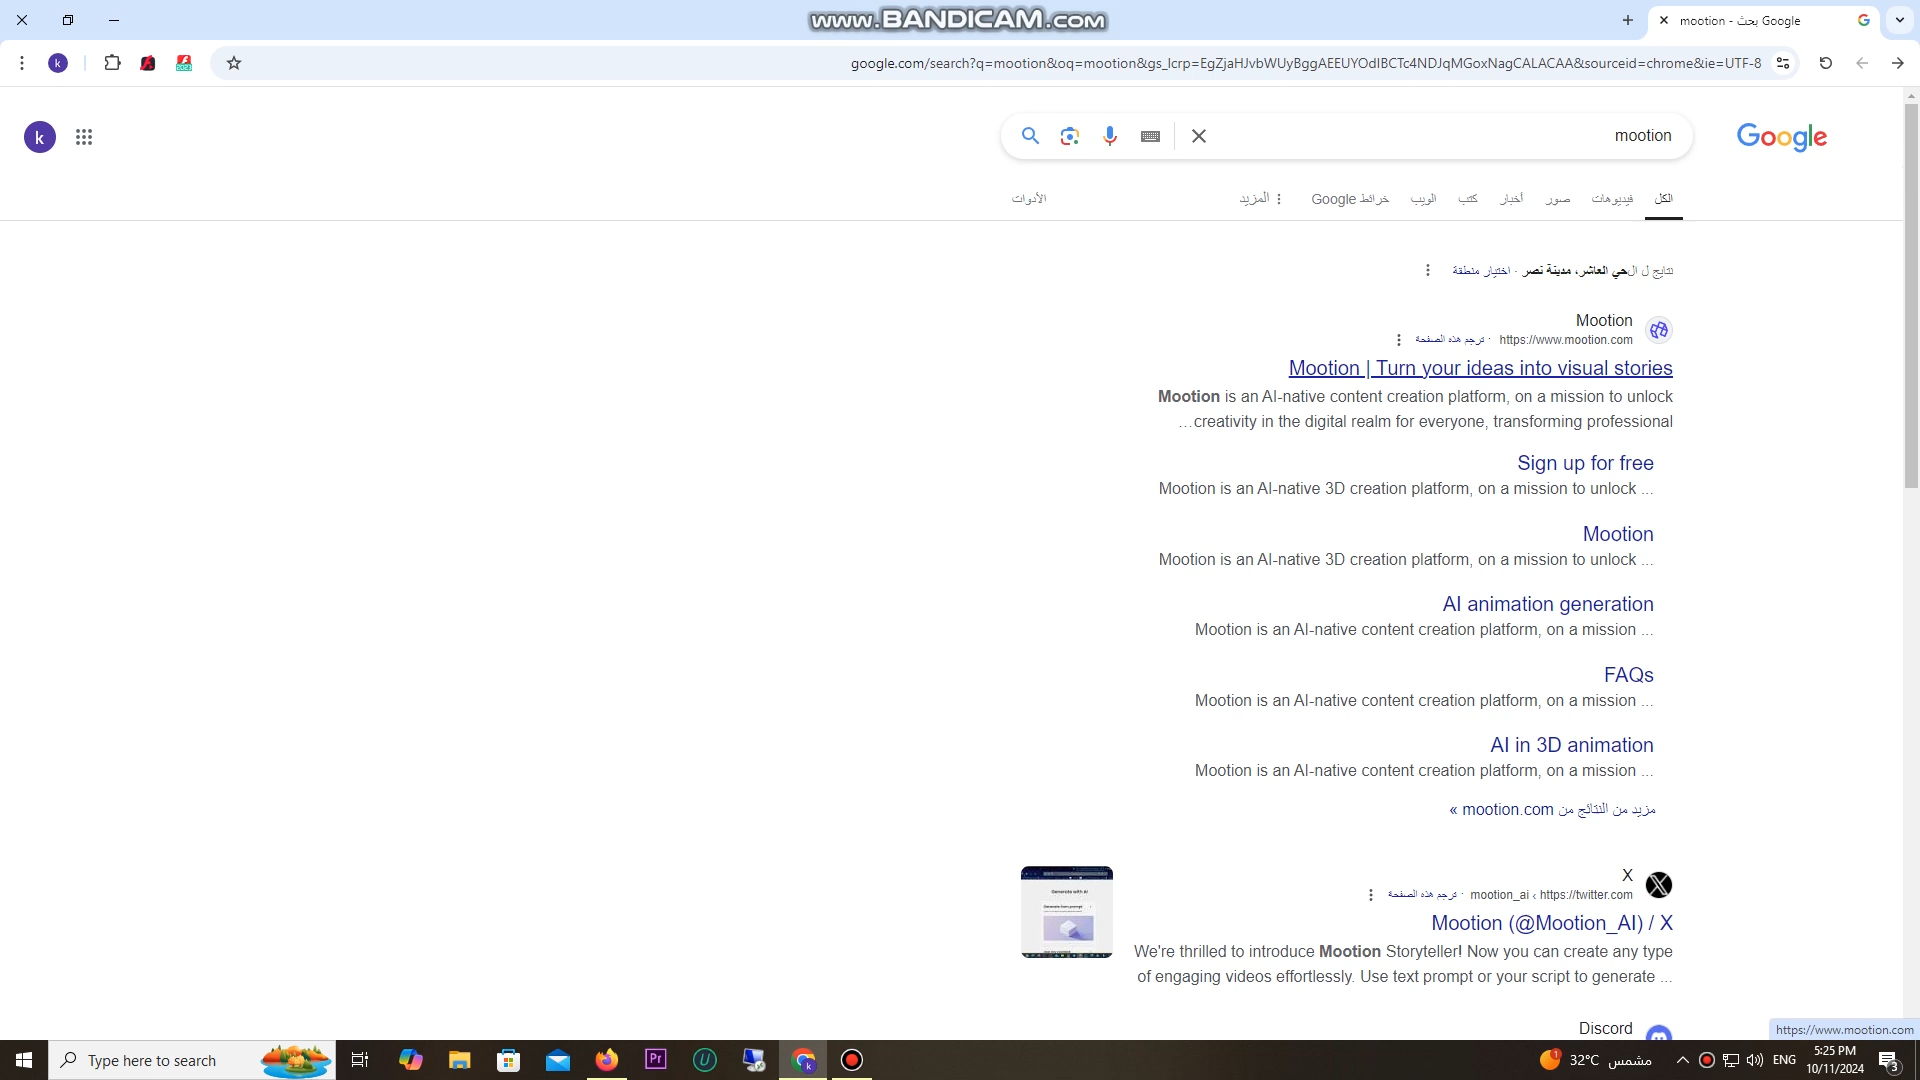 www.BANDICAM.com
mootion - بحث Google
google.com/search?q=mootion&oq=mootion&gs_lcrp=EgZjaHJvbWUyBggAEEUYOdIBCTc4NDJqMGoxNagCALACAA&sourceid=chrome&ie=UTF-8
k
k
mootion
Google
الكل
فيديوهات
صور
أخبار
كتب
الويب
خرائط Google
المزيد
الأدوات
نتايج ل الحي العاشر، مدينة نصر · اختيار منطقة
Mootion
https://www.mootion.com · ترجم هذه الصفحة
Mootion | Turn your ideas into visual stories
Mootion is an AI-native content creation platform, on a mission to unlock
creativity in the digital realm for everyone, transforming professional…
Sign up for free
Mootion is an AI-native 3D creation platform, on a mission to unlock ...
Mootion
Mootion is an AI-native 3D creation platform, on a mission to unlock ...
AI animation generation
Mootion is an AI-native content creation platform, on a mission ...
FAQs
Mootion is an AI-native content creation platform, on a mission ...
AI in 3D animation
Mootion is an AI-native content creation platform, on a mission ...
مزيد من النتائج من mootion.com »
X
https://twitter.com › mootion_ai · ترجم هذه الصفحة
Mootion (@Mootion_AI) / X
We're thrilled to introduce Mootion Storyteller! Now you can create any type
of engaging videos effortlessly. Use text prompt or your script to generate ...
Generate with AI
Discord
https://www.mootion.com
Type here to search
Pr
U
k
1
32°C مشمس
ENG
5:25 PM
10/11/2024
3